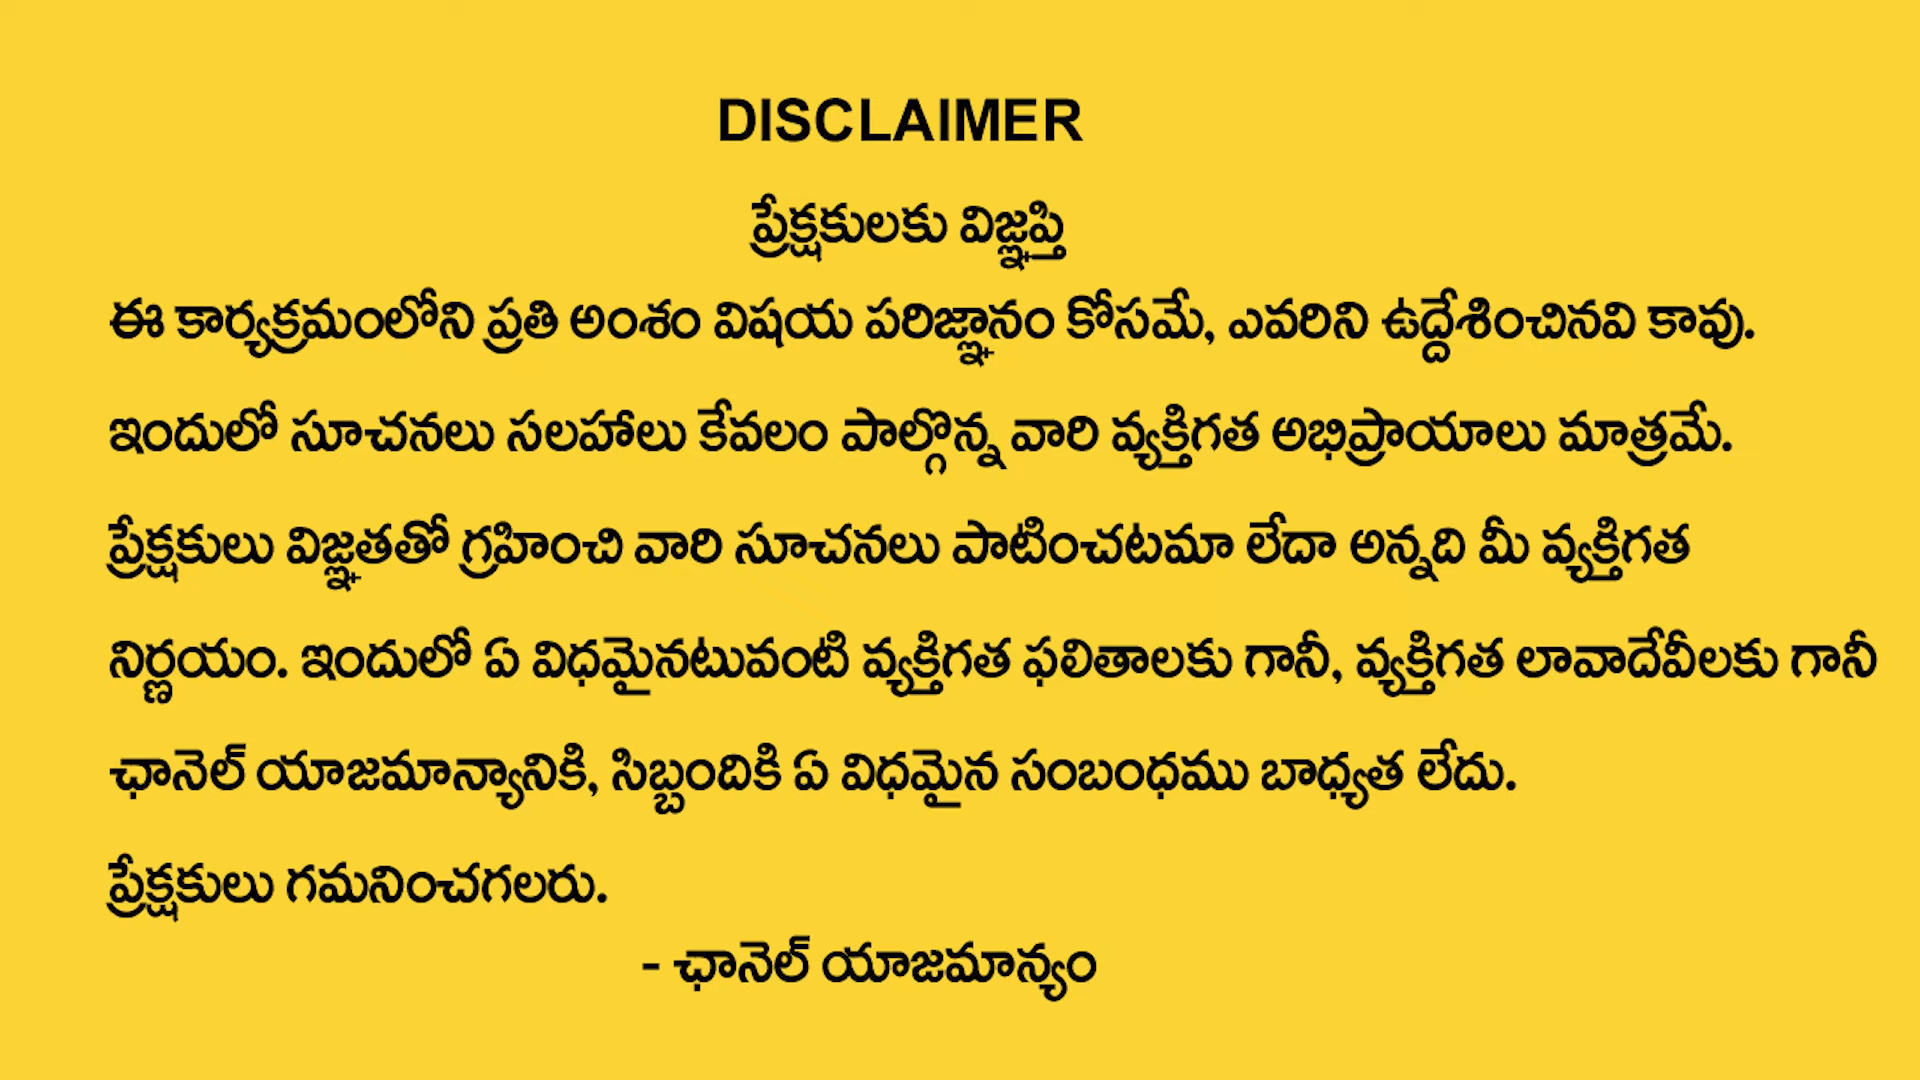 DISCLAIMER
ప్రేక్షకులకు విజ్ఞప్తి
ఈ కార్యక్రమంలోని ప్రతి అంశం విషయ పరిజ్ఞానం కోసమే, ఎవరిని ఉద్దేశించినవి కావు.
ఇందులో సూచనలు సలహాలు కేవలం పాల్గొన్న వారి వ్యక్తిగత అభిప్రాయాలు మాత్రమే.
ప్రేక్షకులు విజ్ఞతతో గ్రహించి వారి సూచనలు పాటించటమా లేదా అన్నది మీ వ్యక్తిగత
నిర్ణయం. ఇందులో ఏ విధమైనటువంటి వ్యక్తిగత ఫలితాలకు గానీ, వ్యక్తిగత లావాదేవీలకు గానీ
ఛానెల్ యాజమాన్యానికి, సిబ్బందికి ఏ విధమైన సంబంధము బాధ్యత లేదు.
ప్రేక్షకులు గమనించగలరు.
- ఛానెల్ యాజమాన్యం